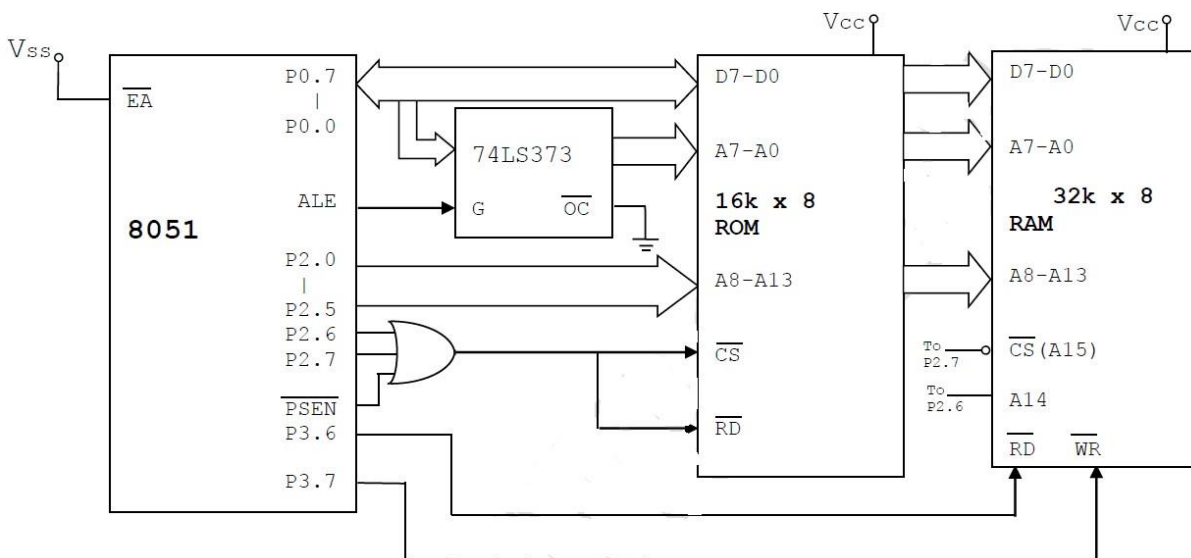 Vss
EA
P0.7
|
P0.0
ALE
8051
P2.0
|
P2.5
P2.6
P2.7
PSEN
P3.6
P3.7
74LS373
G OC
Vcc
D7-D0
A7-A0
16k x 8
ROM
A8-A13
CS
RD
Vcc
D7-D0
A7-A0
32k x 8
RAM
A8-A13
To
P2.7
CS(A15)
To
P2.6
A14
RD WR